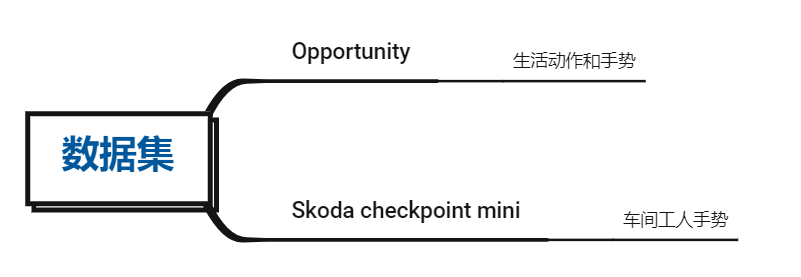 Opportunity
生活动作和手势
数据集
Skoda checkpoint mini
车间工人手势